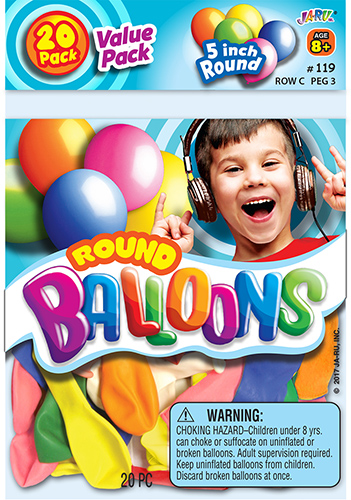 20
Pack
Value
Pack
5 inch
Round
JA-RU.
AGE
8+
# 119
ROW C PEG 3
ROUND
BALLOONS
© 2017 JA-RU, INC.
WARNING:
CHOKING HAZARD–Children under 8 yrs.
can choke or suffocate on uninflated or
broken balloons. Adult supervision required.
Keep uninflated balloons from children.
Discard broken balloons at once.
20 PC